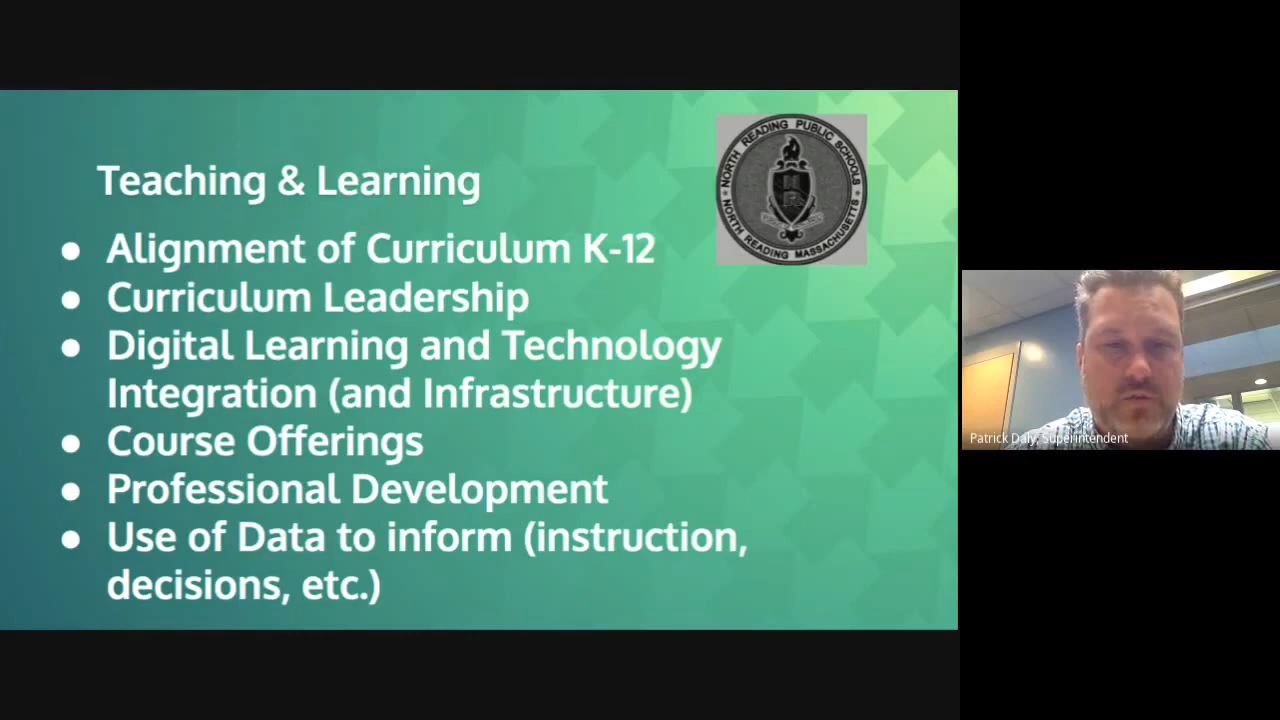 NORTH READING PUBLIC SCHOOLS
NORTH READING MASSACHUSETTS
Teaching & Learning
● Alignment of Curriculum K-12
● Curriculum Leadership
● Digital Learning and Technology
Integration (and Infrastructure)
● Course Offerings
● Professional Development
● Use of Data to inform (instruction,
decisions, etc.)
Patrick Daly, Superintendent